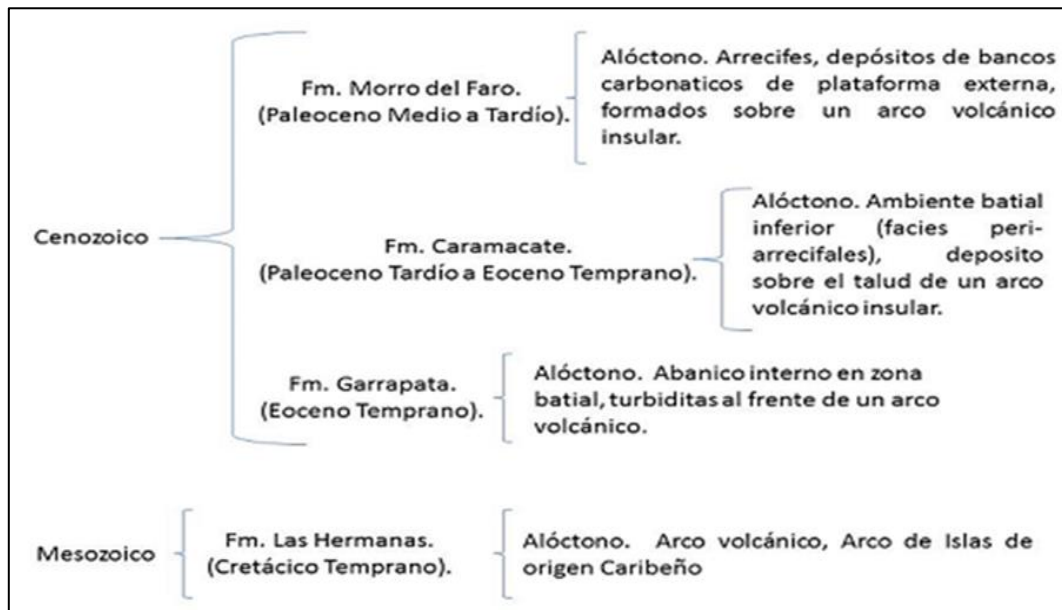 Cenozoico
Fm. Morro del Faro.
(Paleoceno Medio a Tardío).
Alóctono. Arrecifes, depósitos de bancos
carbonaticos de plataforma externa,
formados sobre un arco volcánico
insular.
Fm. Caramacate.
(Paleoceno Tardío a Eoceno Temprano).
Alóctono. Ambiente batial
inferior (facies peri-
arrecifales), deposito
sobre el talud de un arco
volcánico insular.
Fm. Garrapata.
(Eoceno Temprano).
Alóctono. Abanico interno en zona
batial, turbiditas al frente de un arco
volcánico.
Mesozoico
Fm. Las Hermanas.
(Cretácico Temprano).
Alóctono. Arco volcánico, Arco de Islas de
origen Caribeño